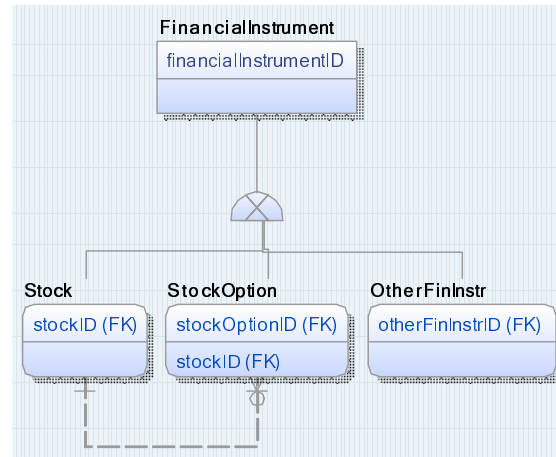 FinancialInstrument
financialInstrumentID
Stock
StockOption
OtherFinInstr
stockID (FK)
stockOptionID (FK)
otherFinInstrID (FK)
stockID (FK)